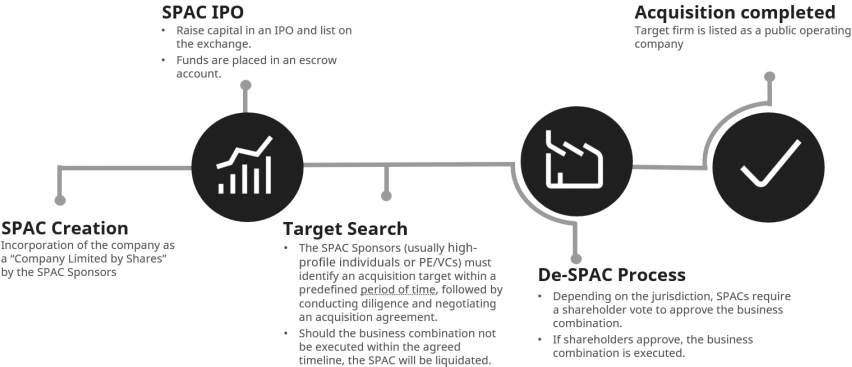 SPAC IPO
• Raise capital in an IPO and list on
the exchange.
• Funds are placed in an escrow
account.
Acquisition completed
Target firm is listed as a public operating
company
SPAC Creation
Incorporation of the company as
a “Company Limited by Shares”
by the SPAC Sponsors
Target Search
• The SPAC Sponsors (usually high-
profile individuals or PE/VCs) must
identify an acquisition target within a
predefined period of time, followed by
conducting diligence and negotiating
an acquisition agreement.
• Should the business combination not
be executed within the agreed
timeline, the SPAC will be liquidated.
De-SPAC Process
• Depending on the jurisdiction, SPACs require
a shareholder vote to approve the business
combination.
• If shareholders approve, the business
combination is executed.